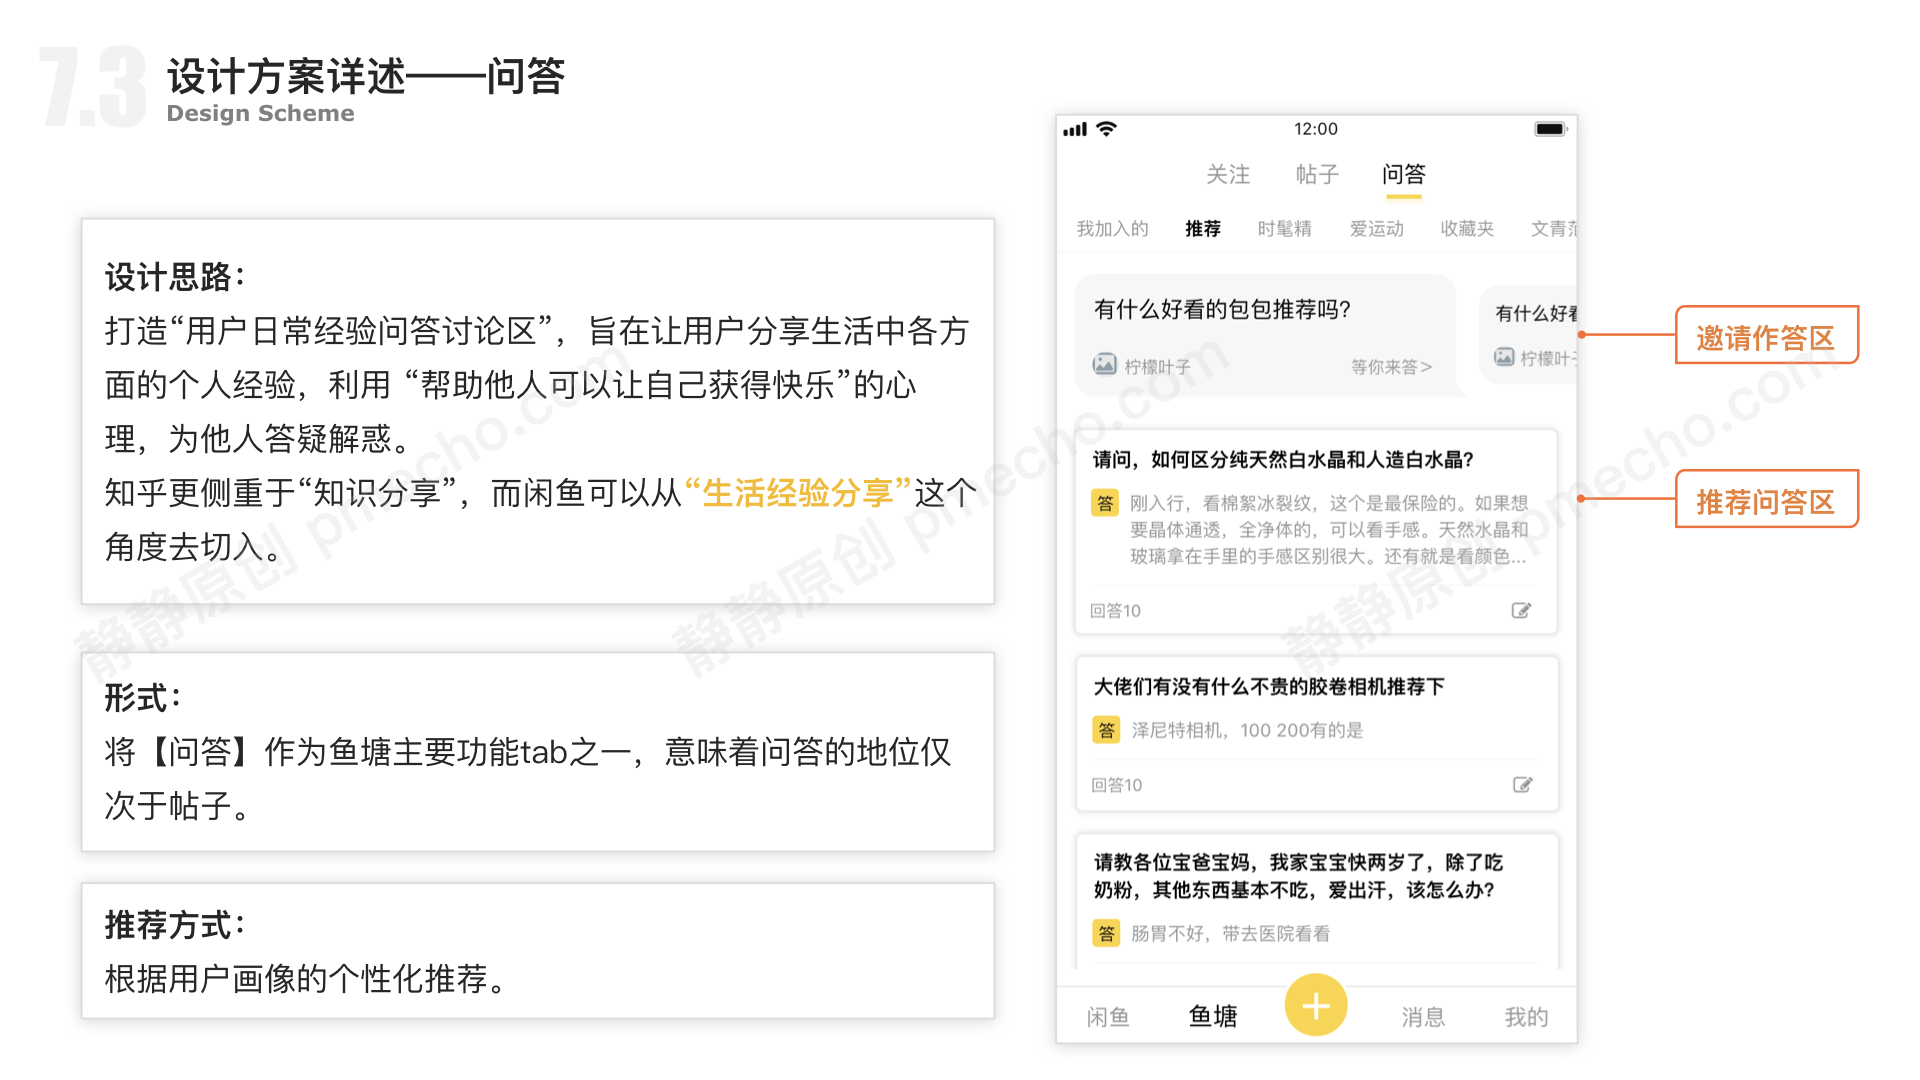 7.3
设计方案详述——问答
Design Scheme
设计思路：
打造“用户日常经验问答讨论区”，旨在让用户分享生活中各方
面的个人经验，利用 “帮助他人可以让自己获得快乐”的心
理，为他人答疑解惑。
知乎更侧重于“知识分享”，而闲鱼可以从“生活经验分享”这个
角度去切入。
形式：
将【问答】作为鱼塘主要功能tab之一，意味着问答的地位仅
次于帖子。
推荐方式：
根据用户画像的个性化推荐。
12:00
关注 帖子 问答
我加入的 推荐 时髦精 爱运动 收藏夹 文青范
有什么好看的包包推荐吗？
柠檬叶子 等你来答>
有什么好看
柠檬叶子
请问，如何区分纯天然白水晶和人造白水晶？
答 刚入行，看棉絮冰裂纹，这个是最保险的。如果想
要晶体通透，全净体的，可以看手感。天然水晶和
玻璃拿在手里的手感区别很大。还有就是看颜色...
回答10
大佬们有没有什么不贵的胶卷相机推荐下
答 泽尼特相机，100 200有的是
回答10
请教各位宝爸宝妈，我家宝宝快两岁了，除了吃
奶粉，其他东西基本不吃，爱出汗，该怎么办？
答 肠胃不好，带去医院看看
闲鱼 鱼塘 + 消息 我的
邀请作答区
推荐问答区
静静原创 pmecho.com
静静原创 pmecho.com
静静原创 pmecho.com